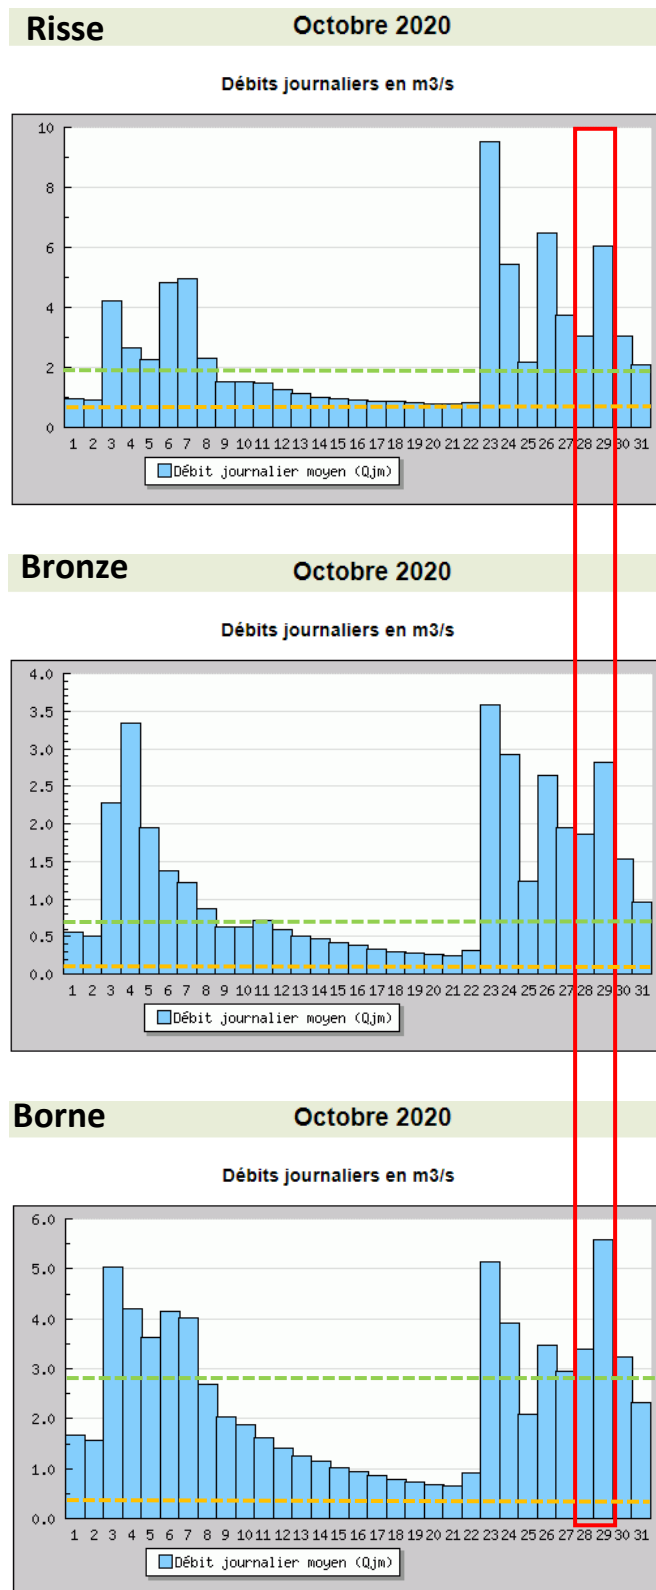 Risse Octobre 2020
Débits journaliers en m3/s
10
8
6
4
2
0
1 2 3 4 5 6 7 8 9 10 11 12 13 14 15 16 17 18 19 20 21 22 23 24 25 26 27 28 29 30 31
Débit journalier moyen (Qjm)
Bronze Octobre 2020
Débits journaliers en m3/s
4.0
3.5
3.0
2.5
2.0
1.5
1.0
0.5
0.0
1 2 3 4 5 6 7 8 9 10 11 12 13 14 15 16 17 18 19 20 21 22 23 24 25 26 27 28 29 30 31
Débit journalier moyen (Qjm)
Borne Octobre 2020
Débits journaliers en m3/s
6.0
5.0
4.0
3.0
2.0
1.0
0.0
1 2 3 4 5 6 7 8 9 10 11 12 13 14 15 16 17 18 19 20 21 22 23 24 25 26 27 28 29 30 31
Débit journalier moyen (Qjm)